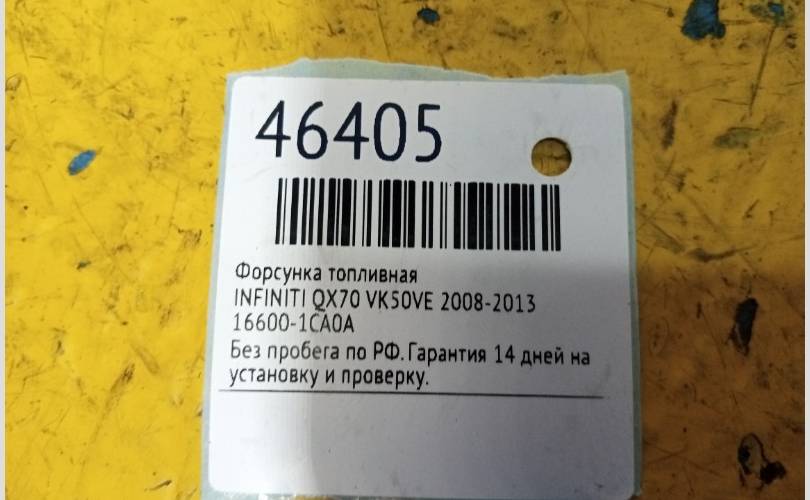 46405
Форсунка топливная
INFINITI QX70 VK50VE 2008-2013
16600-1CA0A
Без пробега по РФ. Гарантия 14 дней на
установку и проверку.